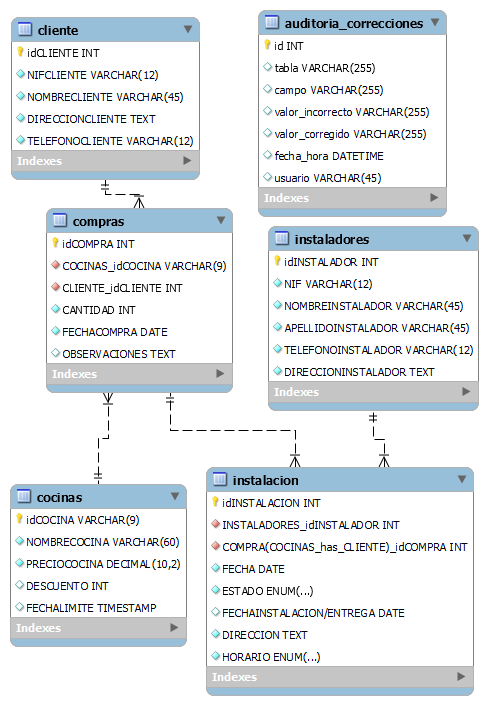 cliente
idCLIENTE INT
NIFCLIENTE VARCHAR(12)
NOMBRECLIENTE VARCHAR(45)
DIRECCIONCLIENTE TEXT
TELEFONOCLIENTE VARCHAR(12)
Indexes
auditoria_correcciones
id INT
tabla VARCHAR(255)
campo VARCHAR(255)
valor_incorrecto VARCHAR(255)
valor_corregido VARCHAR(255)
fecha_hora DATETIME
usuario VARCHAR(45)
Indexes
compras
idCOMPRA INT
COCINAS_idCOCINA VARCHAR(9)
CLIENTE_idCLIENTE INT
CANTIDAD INT
FECHACOMPRA DATE
OBSERVACIONES TEXT
Indexes
instaladores
idINSTALADOR INT
NIF VARCHAR(12)
NOMBREINSTALADOR VARCHAR(45)
APELLIDOINSTALADOR VARCHAR(45)
TELEFONOINSTALADOR VARCHAR(12)
DIRECCIONINSTALADOR TEXT
Indexes
cocinas
idCOCINA VARCHAR(9)
NOMBRECOCINA VARCHAR(60)
PRECIOCOCINA DECIMAL(10,2)
DESCUENTO INT
FECHALIMITE TIMESTAMP
Indexes
instalacion
idINSTALACION INT
INSTALADORES_idINSTALADOR INT
COMPRA(COCINAS_has_CLIENTE)_idCOMPRA INT
FECHA DATE
ESTADO ENUM(...)
FECHAINSTALACION/ENTREGA DATE
DIRECCION TEXT
HORARIO ENUM(...)
Indexes